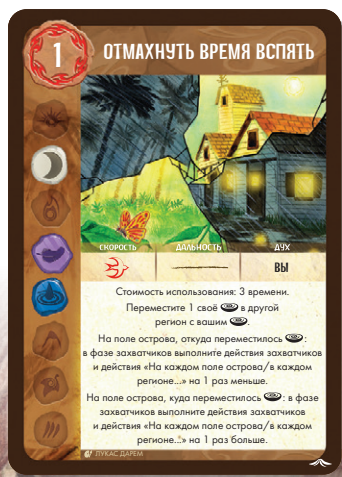 1
ОТМАХНУТЬ ВРЕМЯ ВСПЯТЬ
СКОРОСТЬ ДАЛЬНОСТЬ ДУХ
ВЫ
Стоимость использования: 3 времени.
Переместите 1 своё в другой
регион с вашим .
На поле острова, откуда переместилось :
в фазе захватчиков выполните действия захватчиков
и действия «На каждом поле острова/в каждом
регионе...» на 1 раз меньше.
На поле острова, куда переместилось : в фазе
захватчиков выполните действия захватчиков
и действия «На каждом поле острова/в каждом
регионе...» на 1 раз больше.
ЛУКАС ДАРЕМ